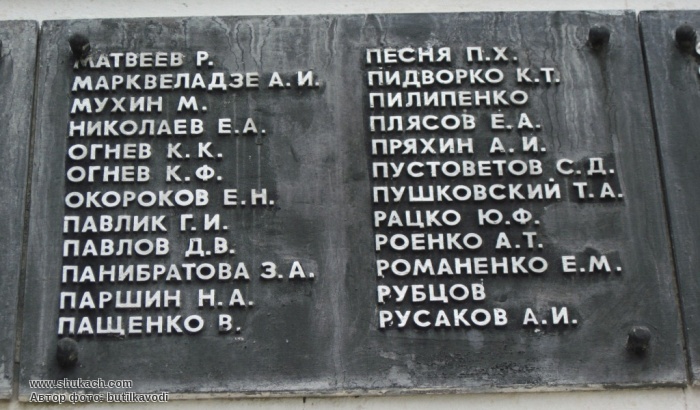 МАТВЕЕВ Р.
МАРКВЕЛАДЗЕ А.И.
МУХИН М.
НИКОЛАЕВ Е.А.
ОГНЕВ К.К.
ОГНЕВ К.Ф.
ОКОРОКОВ Е.Н.
ПАВЛИК Г.И.
ПАВЛОВ Д.В.
ПАНИБРАТОВА З.А.
ПАРШИН Н.А.
ПАЩЕНКО В.
ПЕСНЯ П.Х.
ПИДВОРКО К.Т.
ПИЛИПЕНКО
ПЛЯСОВ Е.А.
ПРЯХИН А.И.
ПУСТОВЕТОВ С.Д.
ПУШКОВСКИЙ Т.А.
РАЦКО Ю.Ф.
РОЕНКО А.Т.
РОМАНЕНКО Е.М.
РУБЦОВ
РУСАКОВ А.И.
www.shukach.com
Автор фото: butilkavodi